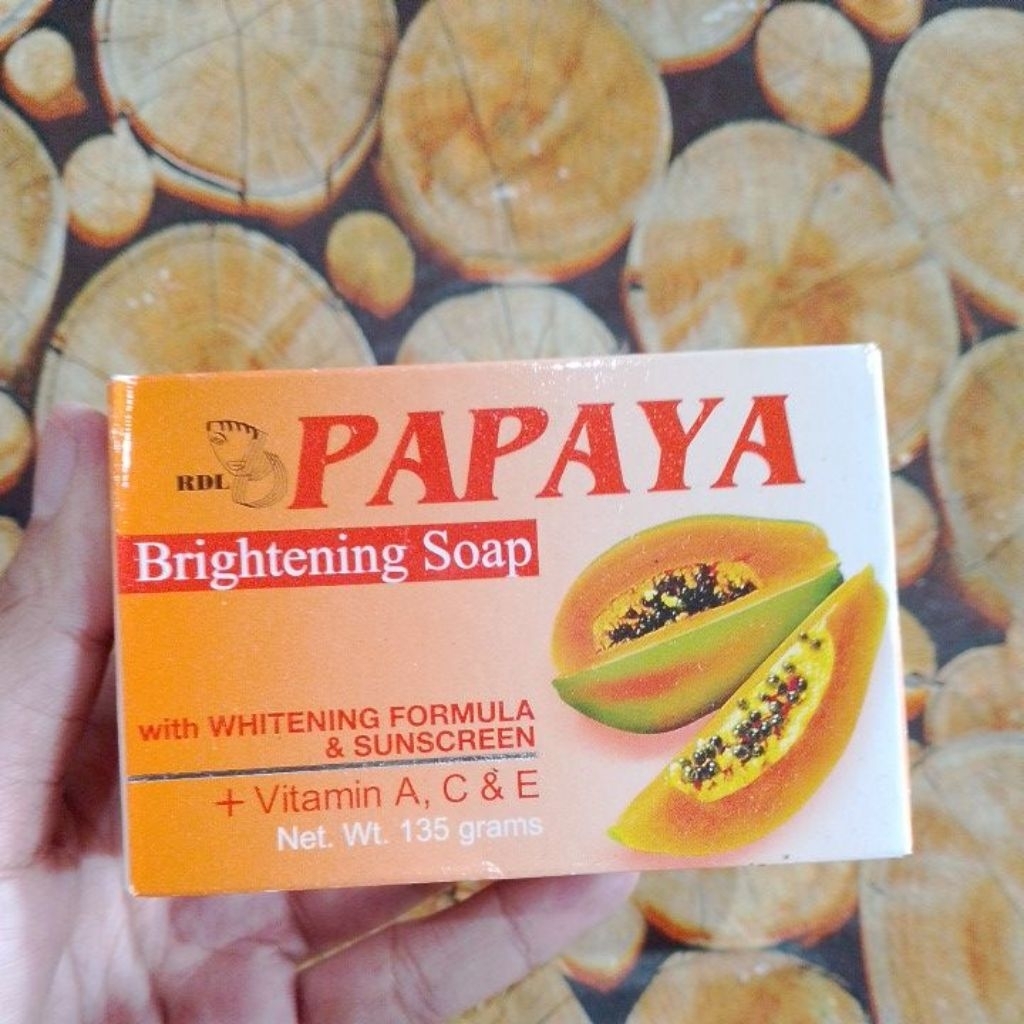 RDL PAPAYA
Brightening Soap
with WHITENING FORMULA
& SUNSCREEN
+ Vitamin A, C & E
Net. Wt. 135 grams